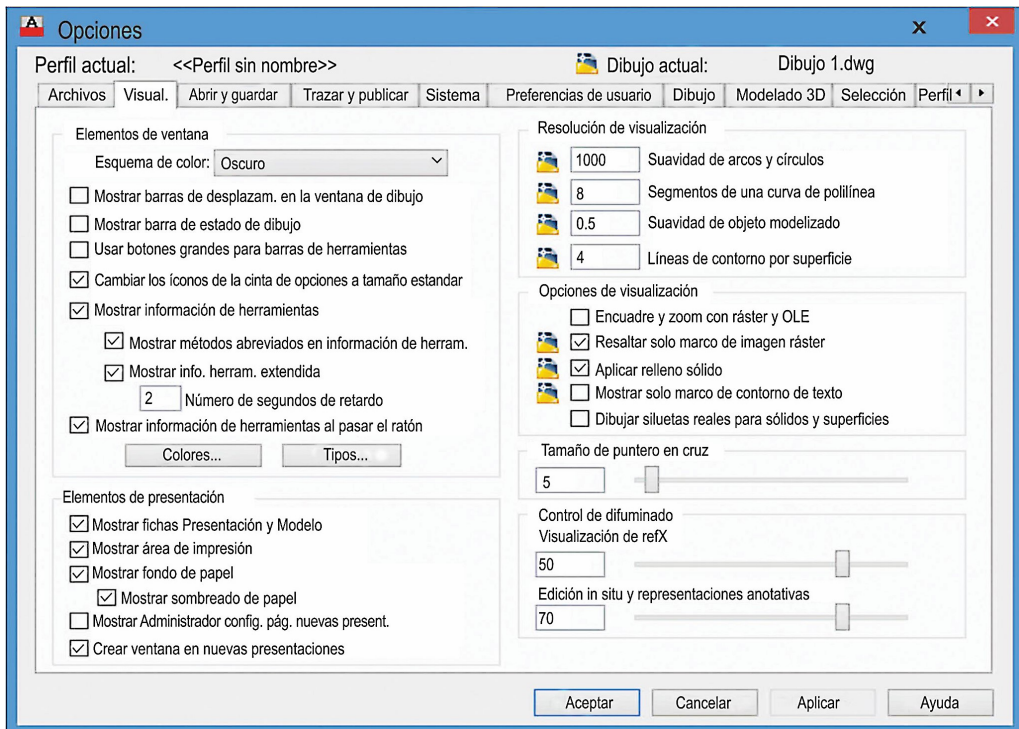 Opciones
Perfil actual: <<Perfil sin nombre>> Dibujo actual: Dibujo 1.dwg
Archivos Visual. Abrir y guardar Trazar y publicar Sistema Preferencias de usuario Dibujo Modelado 3D Selección Perfil
Elementos de ventana
Esquema de color: Oscuro
Mostrar barras de desplazam. en la ventana de dibujo
Mostrar barra de estado de dibujo
Usar botones grandes para barras de herramientas
Cambiar los íconos de la cinta de opciones a tamaño estandar
Mostrar información de herramientas
Mostrar métodos abreviados en información de herram.
Mostrar info. herram. extendida
2 Número de segundos de retardo
Mostrar información de herramientas al pasar el ratón
Colores... Tipos...
Elementos de presentación
Mostrar fichas Presentación y Modelo
Mostrar área de impresión
Mostrar fondo de papel
Mostrar sombreado de papel
Mostrar Administrador config. pág. nuevas present.
Crear ventana en nuevas presentaciones
Resolución de visualización
1000 Suavidad de arcos y círculos
8 Segmentos de una curva de polilínea
0.5 Suavidad de objeto modelizado
4 Líneas de contorno por superficie
Opciones de visualización
Encuadre y zoom con ráster y OLE
Resaltar solo marco de imagen ráster
Aplicar relleno sólido
Mostrar solo marco de contorno de texto
Dibujar siluetas reales para sólidos y superficies
Tamaño de puntero en cruz
5
Control de difuminado
Visualización de refX
50
Edición in situ y representaciones anotativas
70
Aceptar Cancelar Aplicar Ayuda